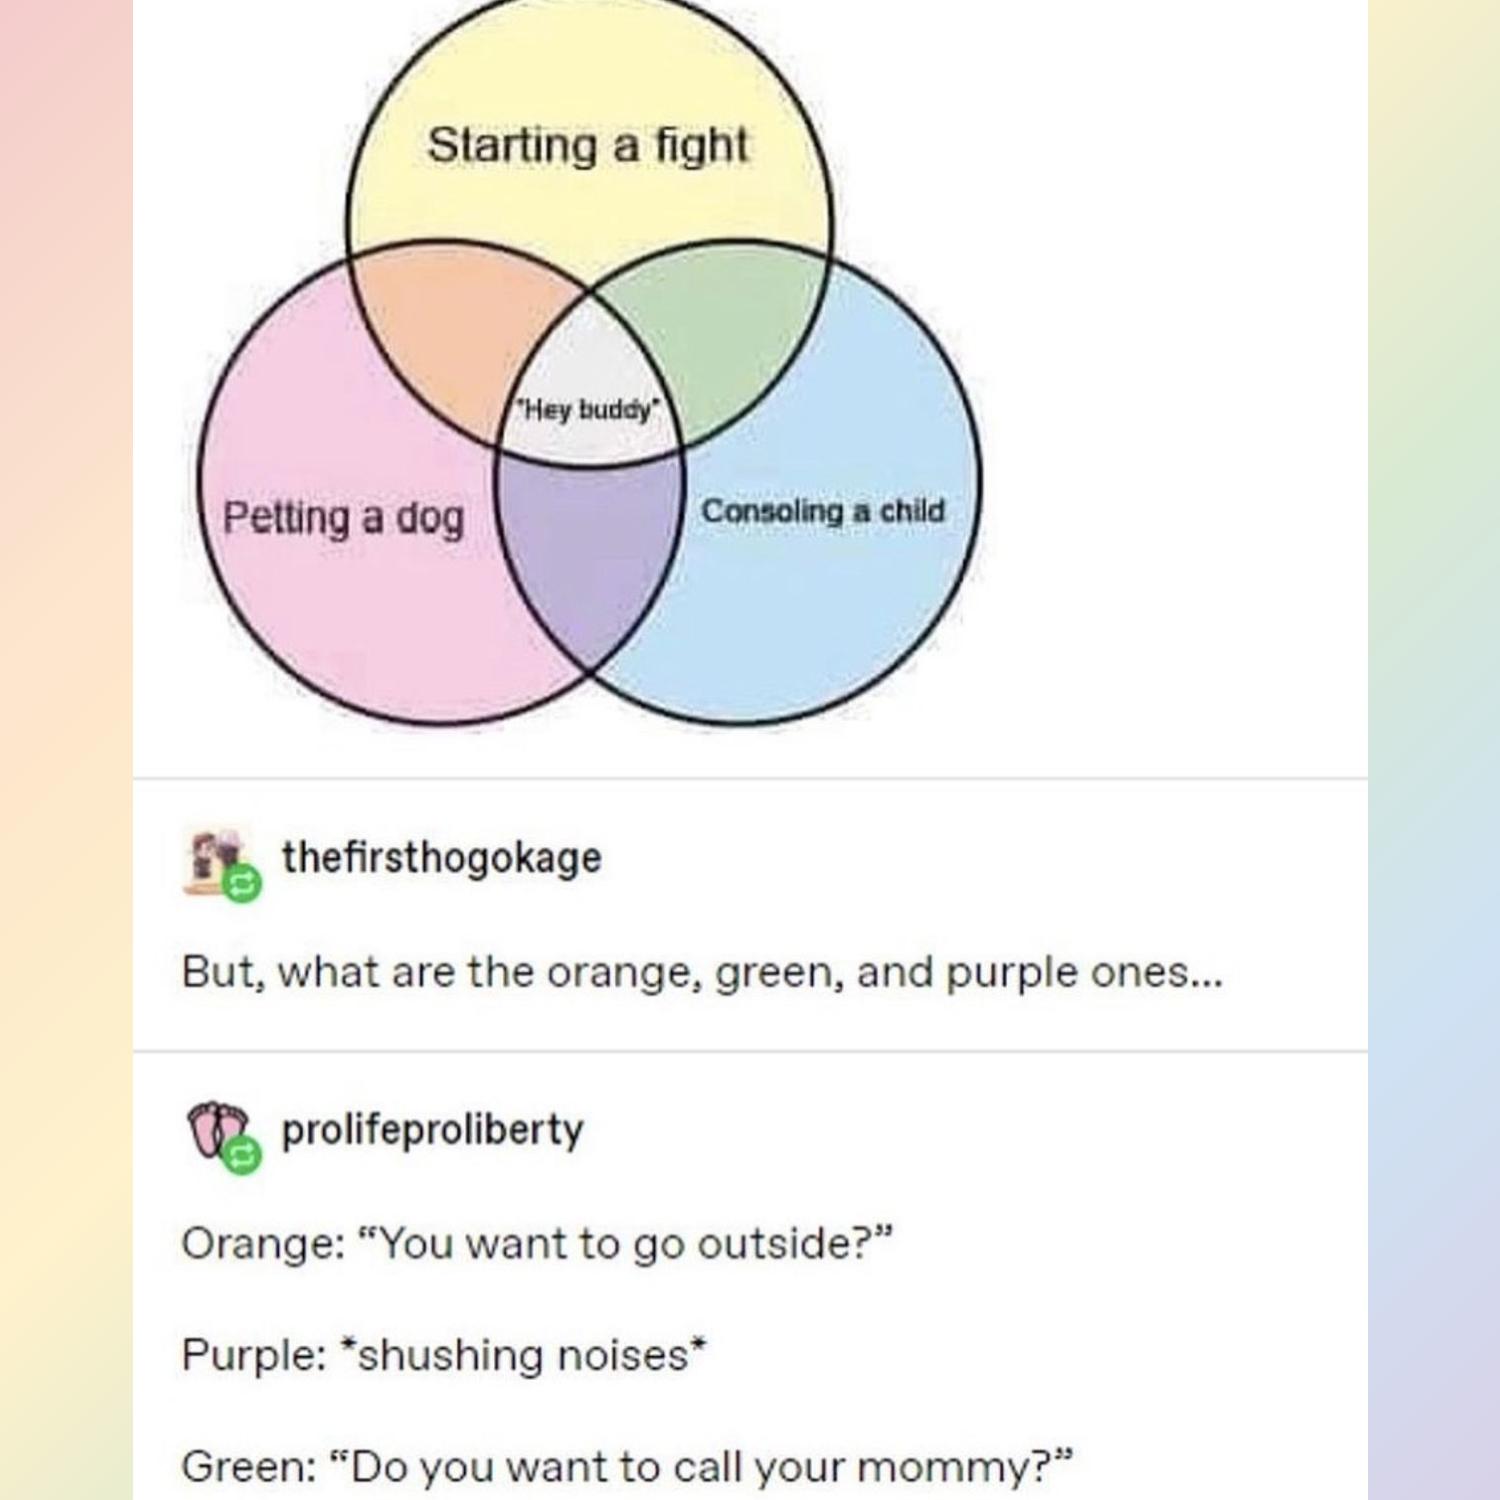 Starting a fight
"Hey buddy"
Petting a dog
Consoling a child
thefirsthogokage
But, what are the orange, green, and purple ones...
prolifeproliberty
Orange: “You want to go outside?”
Purple: *shushing noises*
Green: “Do you want to call your mommy?”